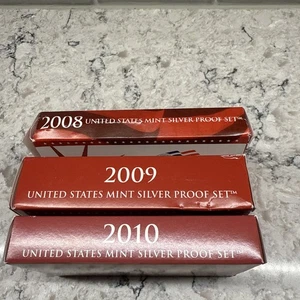 2008 UNITED STATES MINT SILVER PROOF SET™
2009
UNITED STATES MINT SILVER PROOF SET™
2010
UNITED STATES MINT SILVER PROOF SET™